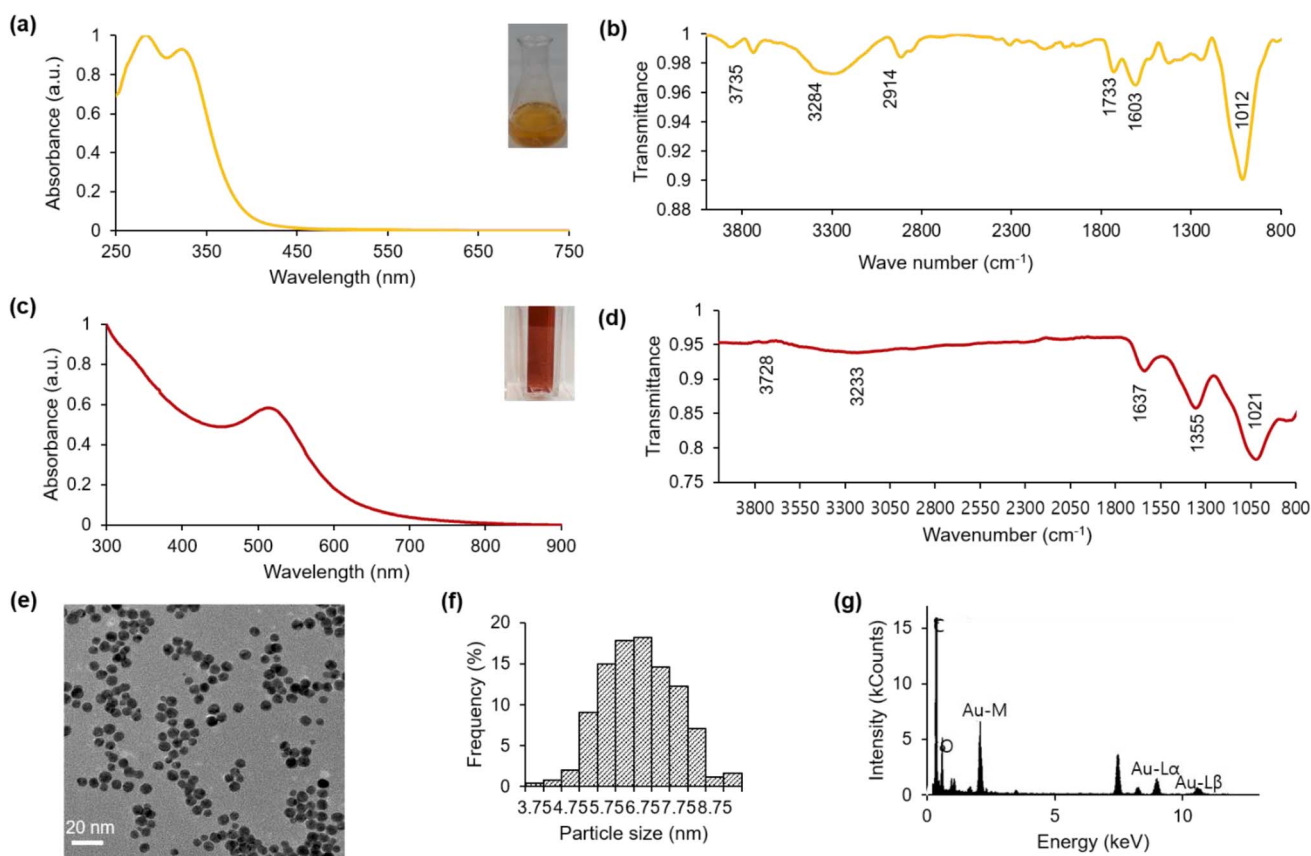 (a)
Absorbance (a.u.)
1
0.8
0.6
0.4
0.2
0
250 350 450 550 650 750
Wavelength (nm)
(b)
Transmittance
1
0.98
0.96
0.94
0.92
0.9
0.88
3735 3284 2914 1733 1603 1012
3800 3300 2800 2300 1800 1300 800
Wave number (cm⁻¹)
(c)
Absorbance (a.u.)
1
0.8
0.6
0.4
0.2
0
300 400 500 600 700 800 900
Wavelength (nm)
(d)
Transmittance
1
0.95
0.9
0.85
0.8
0.75
3728 3233 1637 1355 1021
3800 3550 3300 3050 2800 2550 2300 2050 1800 1550 1300 1050 800
Wavenumber (cm⁻¹)
(e)
20 nm
(f)
Frequency (%)
20
15
10
5
0
3.75 4.75 5.75 6.75 7.75 8.75
Particle size (nm)
(g)
Intensity (kCounts)
15
10
5
0
C
O
Au-M
Au-Lα
Au-Lβ
0 5 10
Energy (keV)